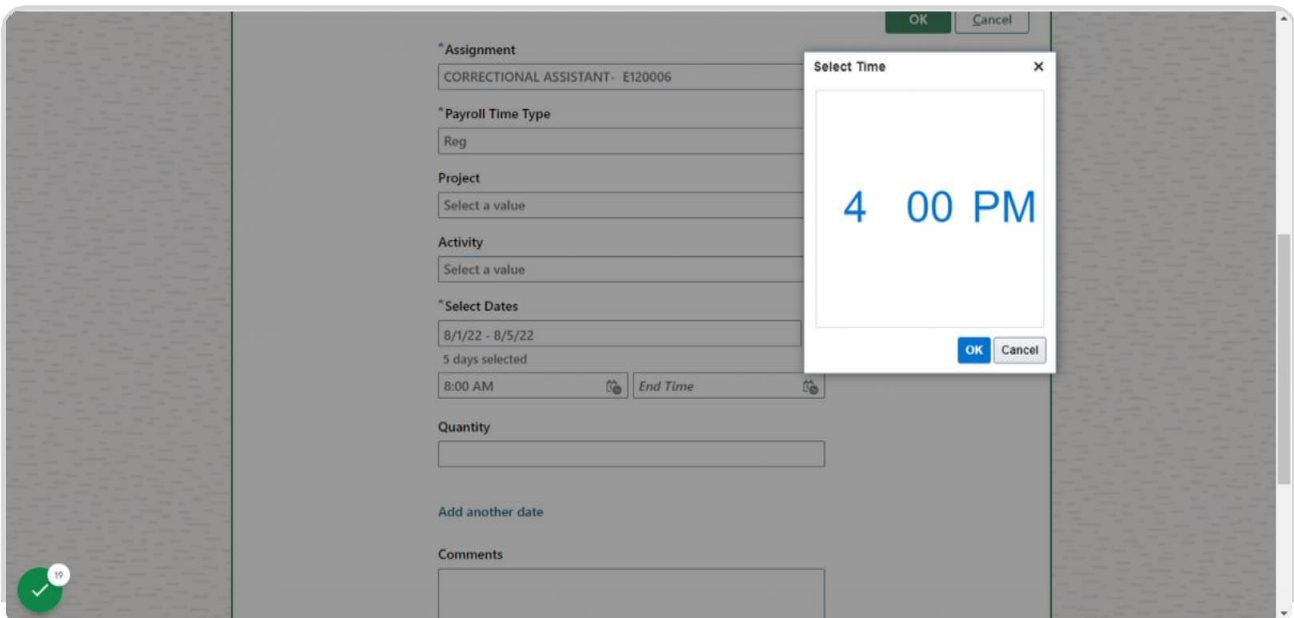 OK Cancel
*Assignment
CORRECTIONAL ASSISTANT- E120006
*Payroll Time Type
Reg
Project
Select a value
Activity
Select a value
*Select Dates
8/1/22 - 8/5/22
5 days selected
8:00 AM End Time
Quantity
Add another date
Comments
Select Time ×
4 00 PM
OK Cancel
19